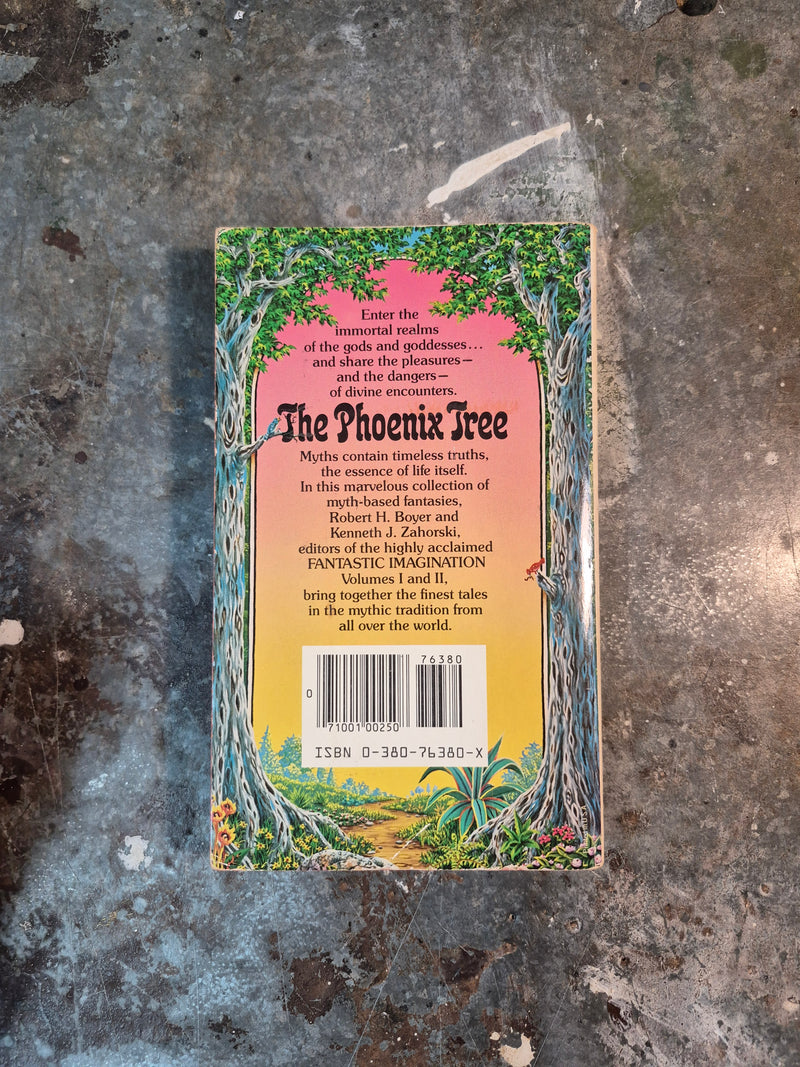 Enter the
immortal realms
of the gods and goddesses...
and share the pleasures—
and the dangers—
of divine encounters.
The Phoenix Tree
Myths contain timeless truths,
the essence of life itself.
In this marvelous collection of
myth-based fantasies,
Robert H. Boyer and
Kenneth J. Zahorski,
editors of the highly acclaimed
FANTASTIC IMAGINATION
Volumes I and II,
bring together the finest tales
in the mythic tradition from
all over the world.
76380
0
71001 00250
ISBN 0-380-76380-X